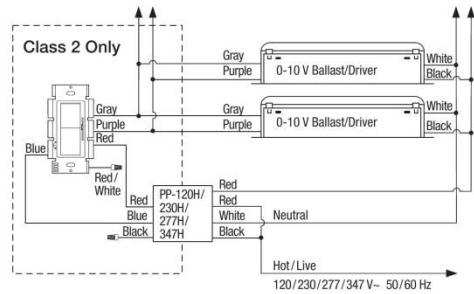 Class 2 Only
Gray
Purple
White
Black
0-10 V Ballast/Driver
Gray
Purple
White
Black
0-10 V Ballast/Driver
Gray
Purple
Red
Blue
Red/
White
Red
Blue
Black
PP-120H/
230H/
277H/
347H
Red
Red
White
Neutral
Black
Hot/Live
120/230/277/347 V~ 50/60 Hz